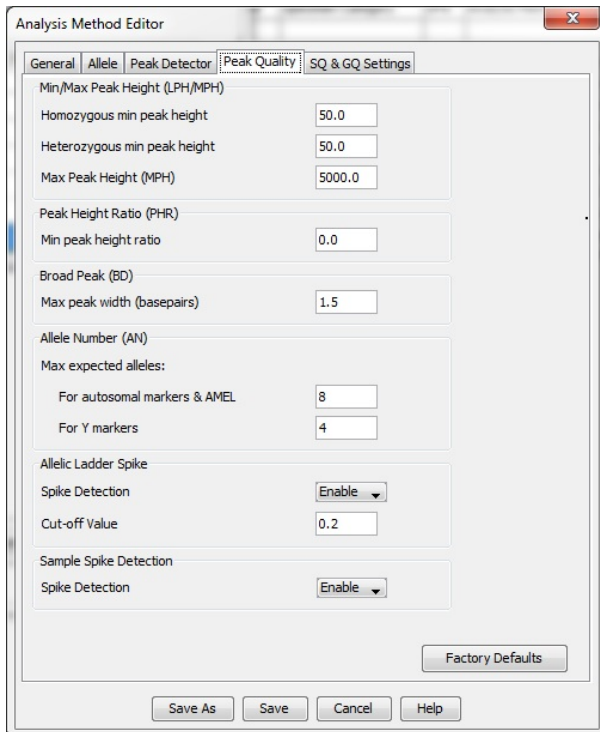 Analysis Method Editor
x
General Allele Peak Detector Peak Quality SQ & GQ Settings
Min/Max Peak Height (LPH/MPH)
Homozygous min peak height 50.0
Heterozygous min peak height 50.0
Max Peak Height (MPH) 5000.0
Peak Height Ratio (PHR)
Min peak height ratio 0.0
Broad Peak (BD)
Max peak width (basepairs) 1.5
Allele Number (AN)
Max expected alleles:
For autosomal markers & AMEL 8
For Y markers 4
Allelic Ladder Spike
Spike Detection Enable
Cut-off Value 0.2
Sample Spike Detection
Spike Detection Enable
Factory Defaults
Save As Save Cancel Help